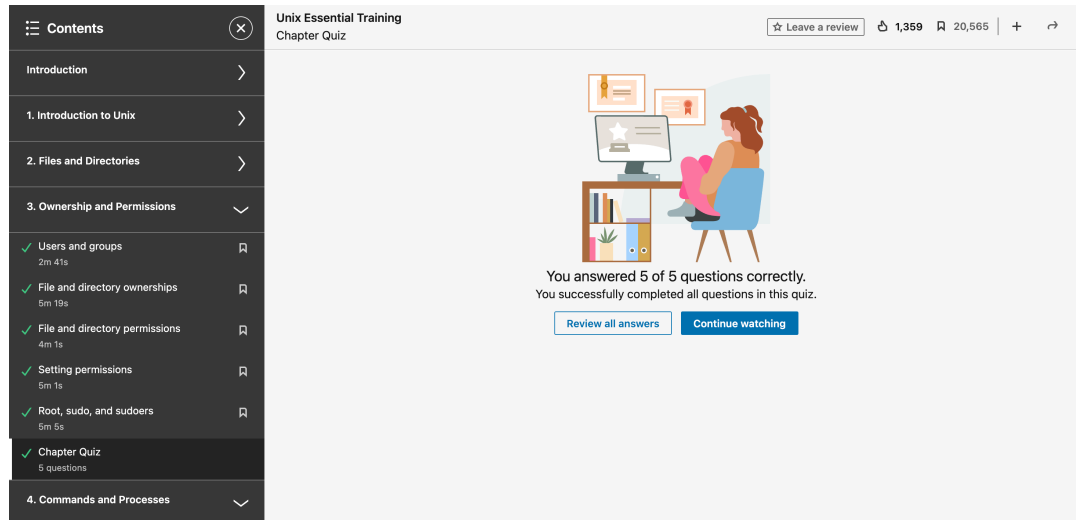 Contents
Introduction
1. Introduction to Unix
2. Files and Directories
3. Ownership and Permissions
Users and groups
2m 41s
File and directory ownerships
5m 19s
File and directory permissions
4m 1s
Setting permissions
5m 1s
Root, sudo, and sudoers
5m 5s
Chapter Quiz
5 questions
4. Commands and Processes
Unix Essential Training
Chapter Quiz
Leave a review 1,359 20,565
You answered 5 of 5 questions correctly.
You successfully completed all questions in this quiz.
Review all answers Continue watching